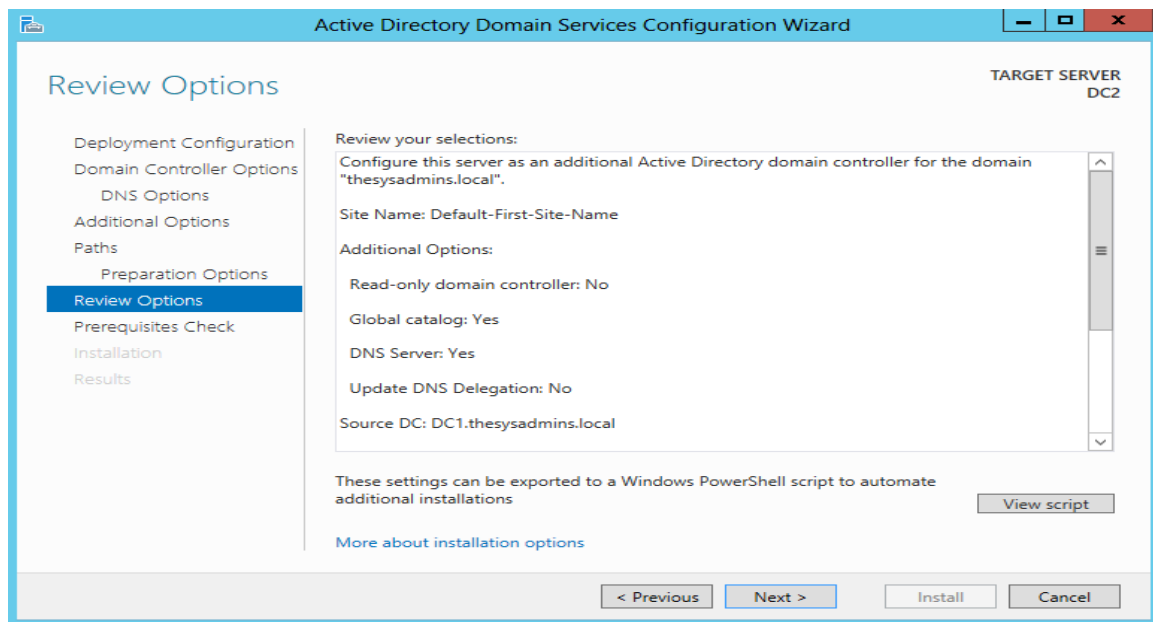 Active Directory Domain Services Configuration Wizard
Review Options
TARGET SERVER
DC2
Deployment Configuration
Domain Controller Options
DNS Options
Additional Options
Paths
Preparation Options
Review Options
Prerequisites Check
Installation
Results
Review your selections:
Configure this server as an additional Active Directory domain controller for the domain
"thesysadmins.local".
Site Name: Default-First-Site-Name
Additional Options:
Read-only domain controller: No
Global catalog: Yes
DNS Server: Yes
Update DNS Delegation: No
Source DC: DC1.thesysadmins.local
These settings can be exported to a Windows PowerShell script to automate
additional installations
View script
More about installation options
< Previous
Next >
Install
Cancel